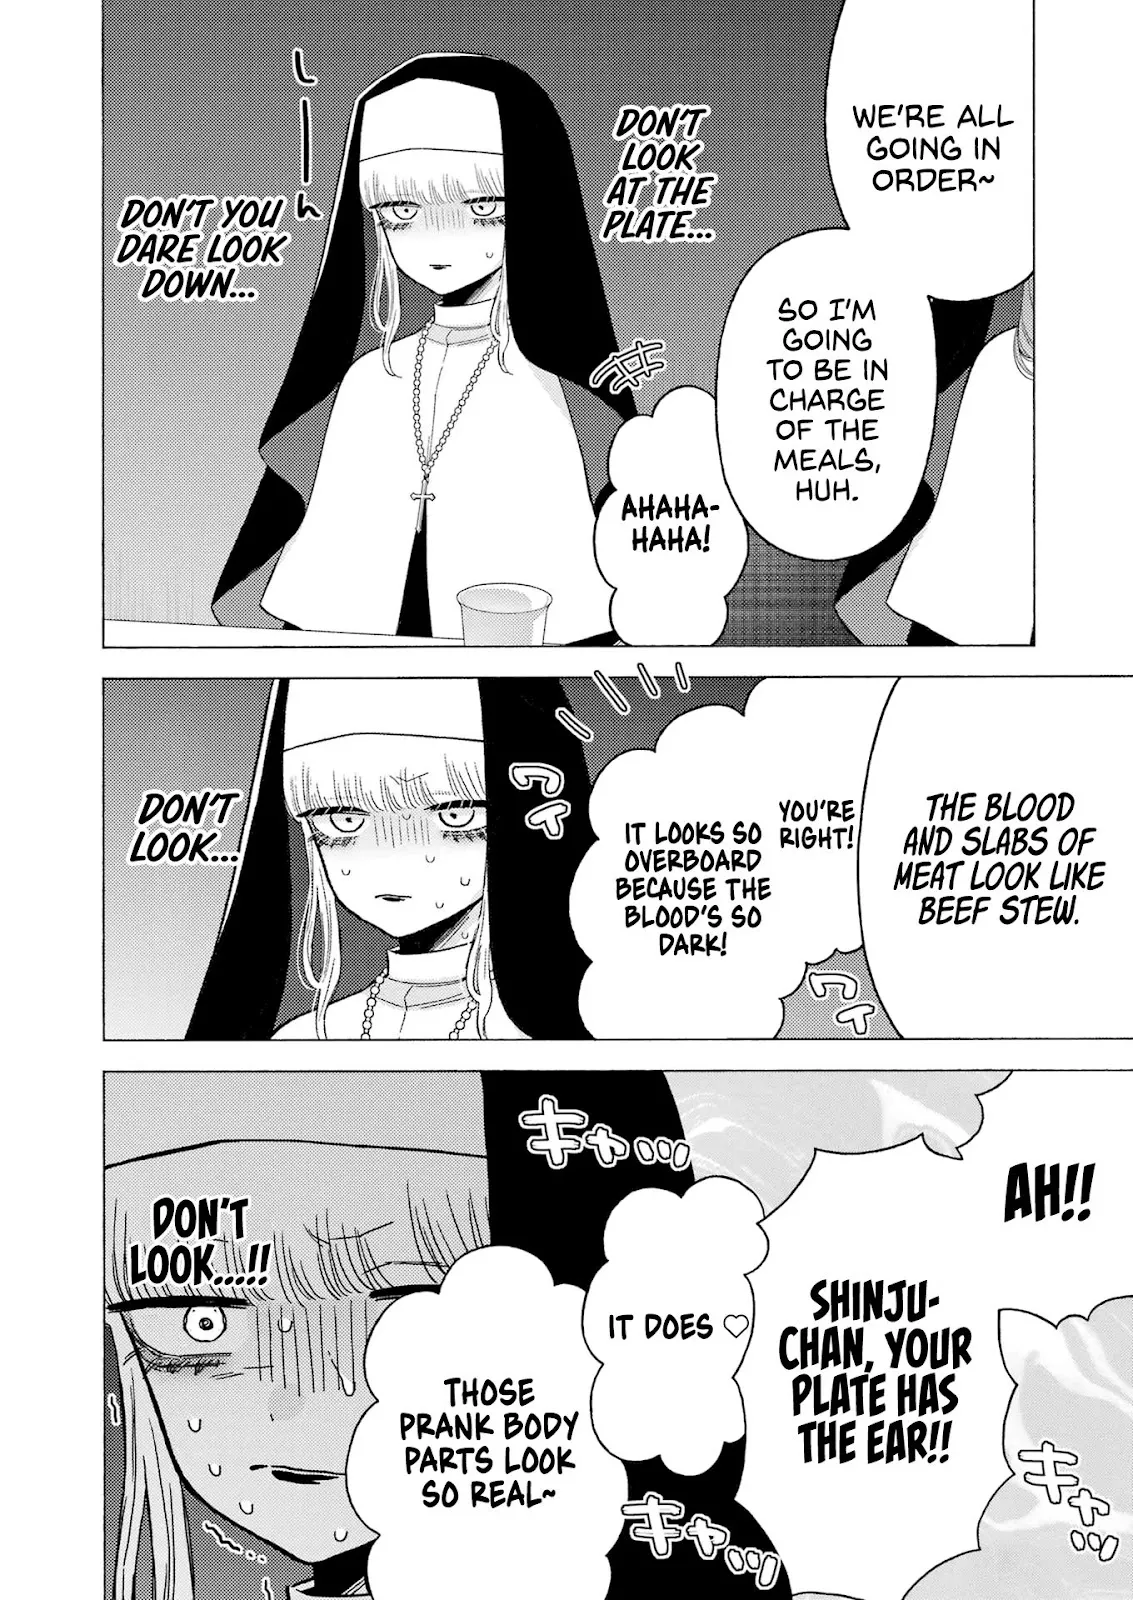 WE'RE ALL
GOING IN
ORDER~
SO I'M
GOING
TO BE IN
CHARGE
OF THE
MEALS,
HUH.
DON'T
LOOK
AT THE
PLATE...
AHAHA-
HAHA!
しーん
DON'T YOU
DARE LOOK
DOWN...
THE BLOOD
AND SLABS OF
MEAT LOOK LIKE
BEEF STEW.
YOU'RE
RIGHT!
IT LOOKS SO
OVERBOARD
BECAUSE THE
BLOOD'S SO
DARK!
ワイ
ワイ
DON'T
LOOK...
AH!!
SHINJU-
CHAN, YOUR
PLATE HAS
THE EAR!!
キャッ
キャッ
キャッ
IT DOES ♡
THOSE
PRANK BODY
PARTS LOOK
SO REAL~
DON'T
LOOK...!!